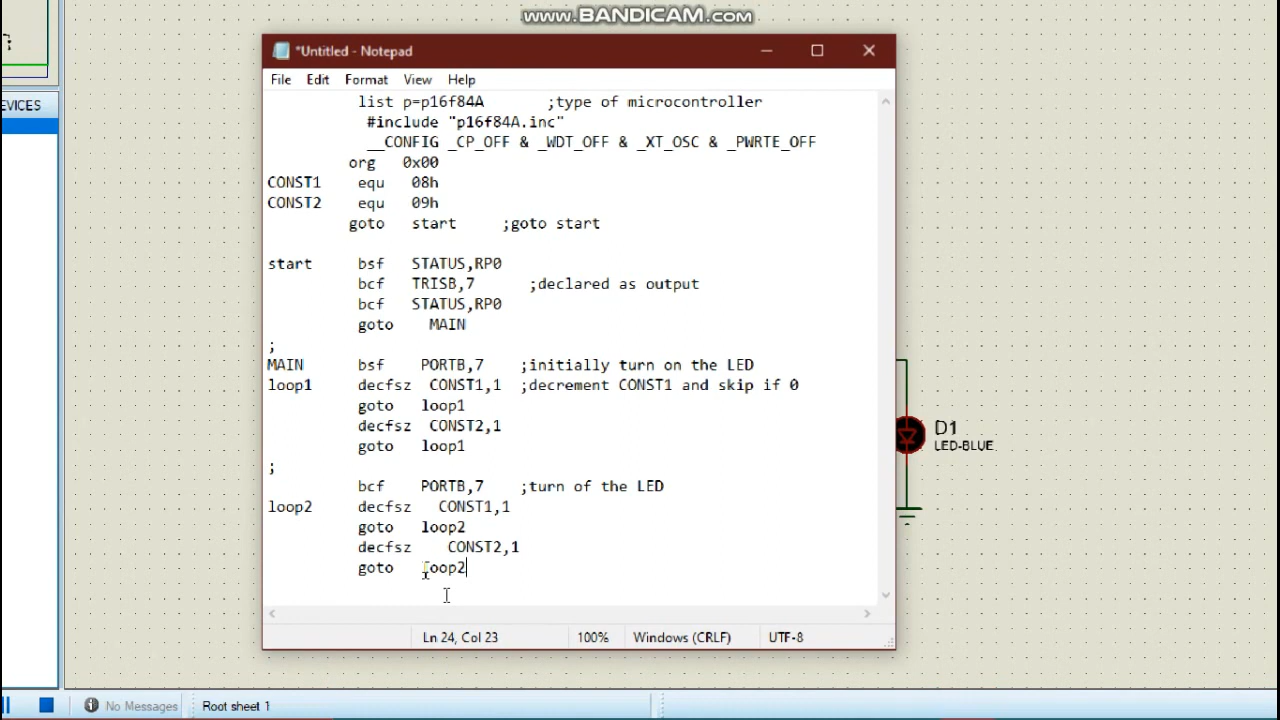 www.BANDICAM.com
*Untitled - Notepad
File Edit Format View Help
EVICES
list p=p16f84A ;type of microcontroller
#include "p16f84A.inc"
__CONFIG _CP_OFF & _WDT_OFF & _XT_OSC & _PWRTE_OFF
org 0x00
CONST1 equ 08h
CONST2 equ 09h
goto start ;goto start
start bsf STATUS,RP0
bcf TRISB,7 ;declared as output
bcf STATUS,RP0
goto MAIN
;
MAIN bsf PORTB,7 ;initially turn on the LED
loop1 decfsz CONST1,1 ;decrement CONST1 and skip if 0
goto loop1
decfsz CONST2,1
goto loop1
;
bcf PORTB,7 ;turn of the LED
loop2 decfsz CONST1,1
goto loop2
decfsz CONST2,1
goto loop2
D1
LED-BLUE
Ln 24, Col 23 100% Windows (CRLF) UTF-8
No Messages Root sheet 1